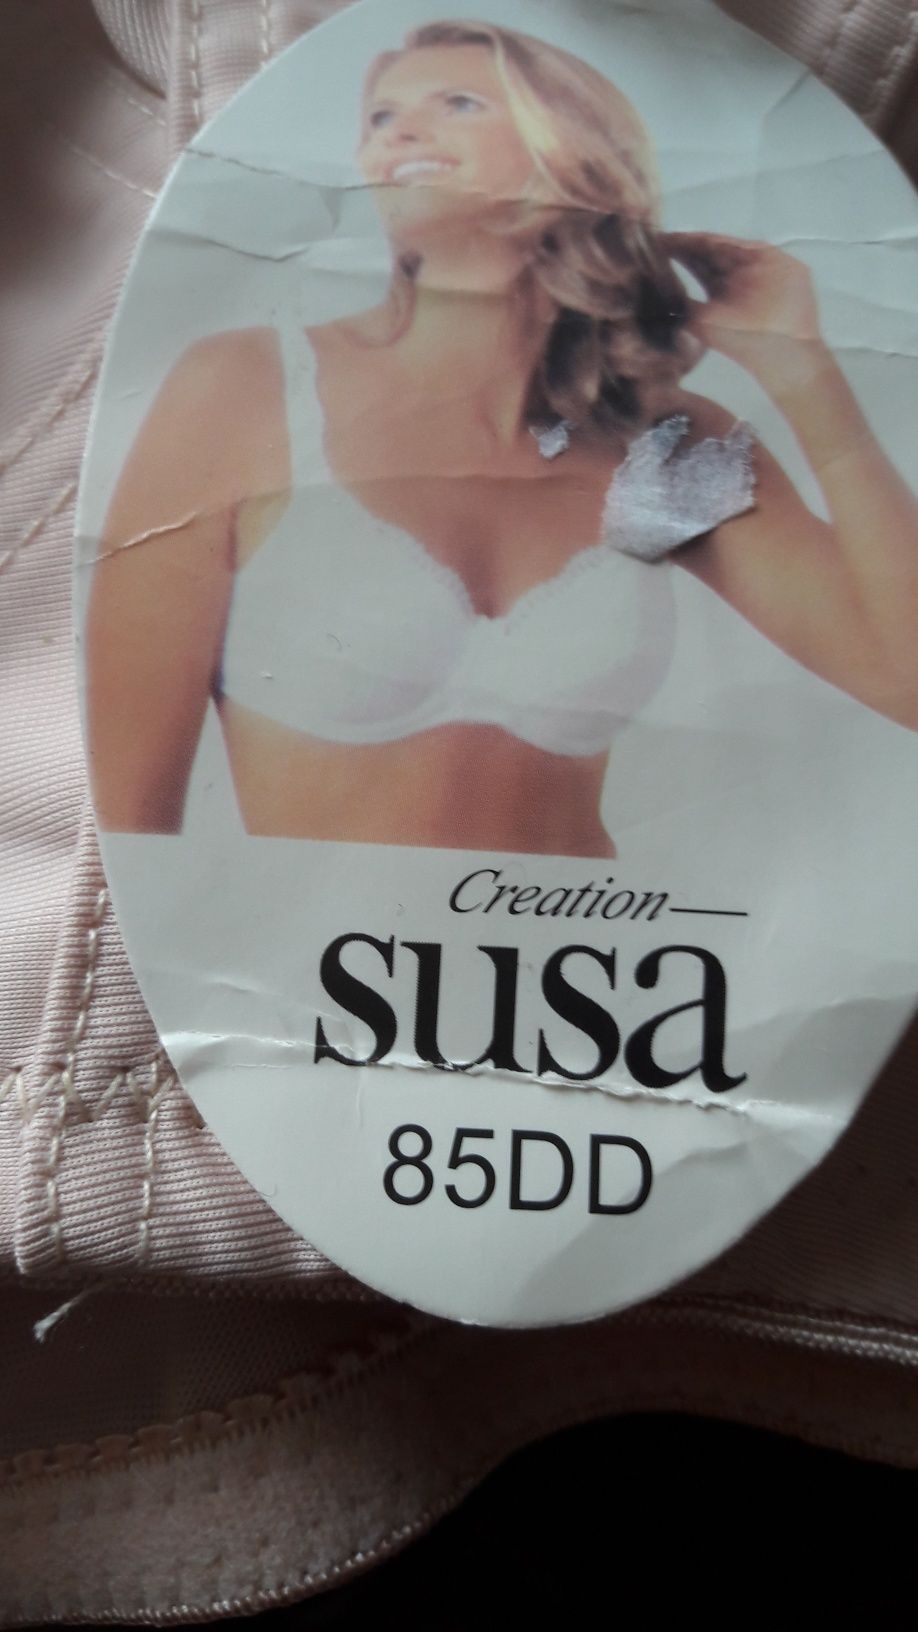 Creation—
susa
85DD